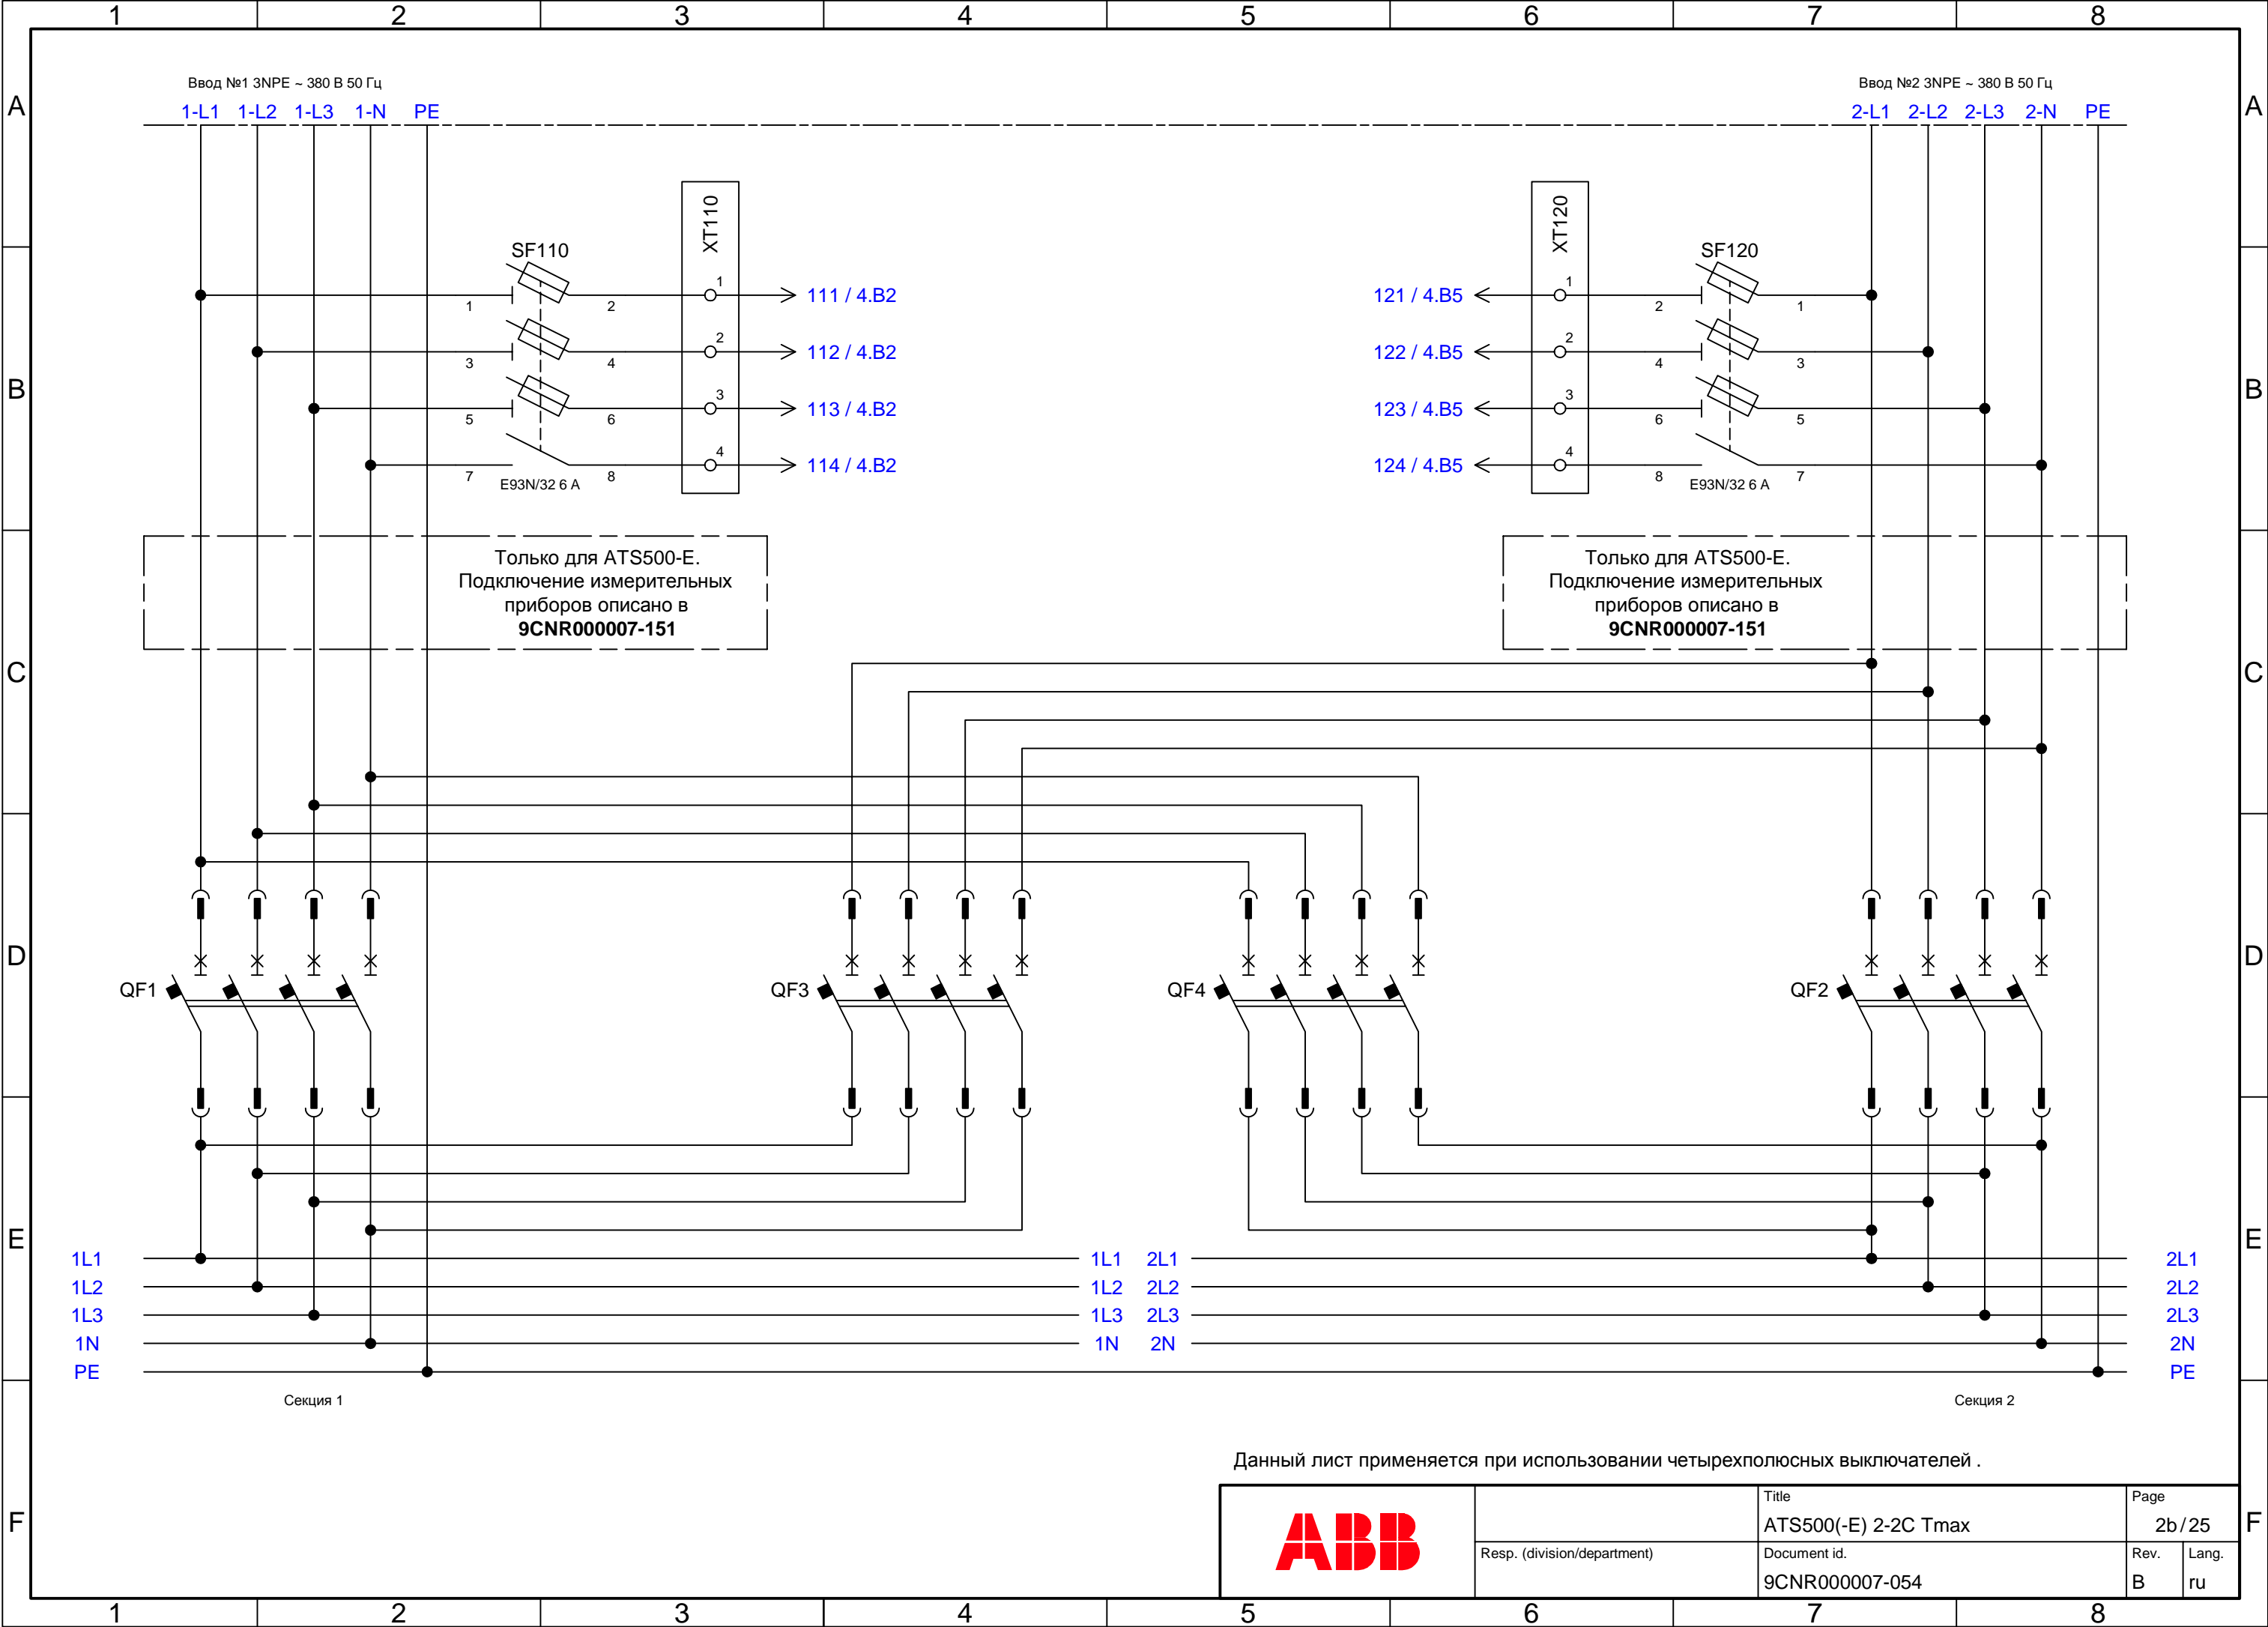 1 2 3 4 5 6 7 8
Ввод №1 3NPE ~ 380 В 50 Гц
Ввод №2 3NPE ~ 380 В 50 Гц
A
1-L1 1-L2 1-L3 1-N PE
2-L1 2-L2 2-L3 2-N PE
A
XT110
XT120
SF110
SF120
1 2 1 111 / 4.B2
121 / 4.B5 1 2 1
3 4 2 112 / 4.B2
122 / 4.B5 2 4 3
B
5 6 3 113 / 4.B2
123 / 4.B5 3 6 5
B
7 8 4 114 / 4.B2
124 / 4.B5 4 8 7
E93N/32 6 A
E93N/32 6 A
Только для ATS500-E.
Подключение измерительных
приборов описано в
9CNR000007-151
Только для ATS500-E.
Подключение измерительных
приборов описано в
9CNR000007-151
C
C
D
D
QF1 QF3 QF4 QF2
E
E
1L1 1L1 2L1 2L1
1L2 1L2 2L2 2L2
1L3 1L3 2L3 2L3
1N 1N 2N 2N
PE PE
Секция 1
Секция 2
Данный лист применяется при использовании четырехполюсных выключателей .
F
F
ABB
Title
ATS500(-E) 2-2C Tmax
Page
2b/25
Resp. (division/department)
Document id.
9CNR000007-054
Rev.
B
Lang.
ru
1 2 3 4 5 6 7 8